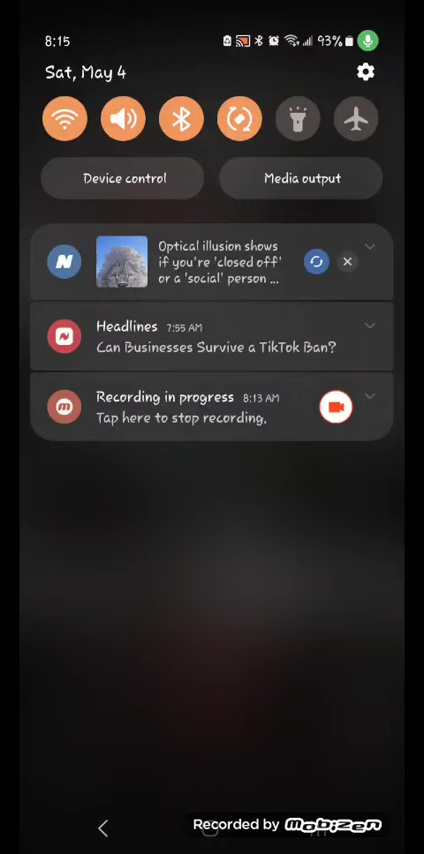 8:15
93%
Sat, May 4
Device control
Media output
Optical illusion shows
if you're 'closed off'
or a 'social' person ...
Headlines 7:55 AM
Can Businesses Survive a TikTok Ban?
Recording in progress 8:13 AM
Tap here to stop recording.
Recorded by mobizen